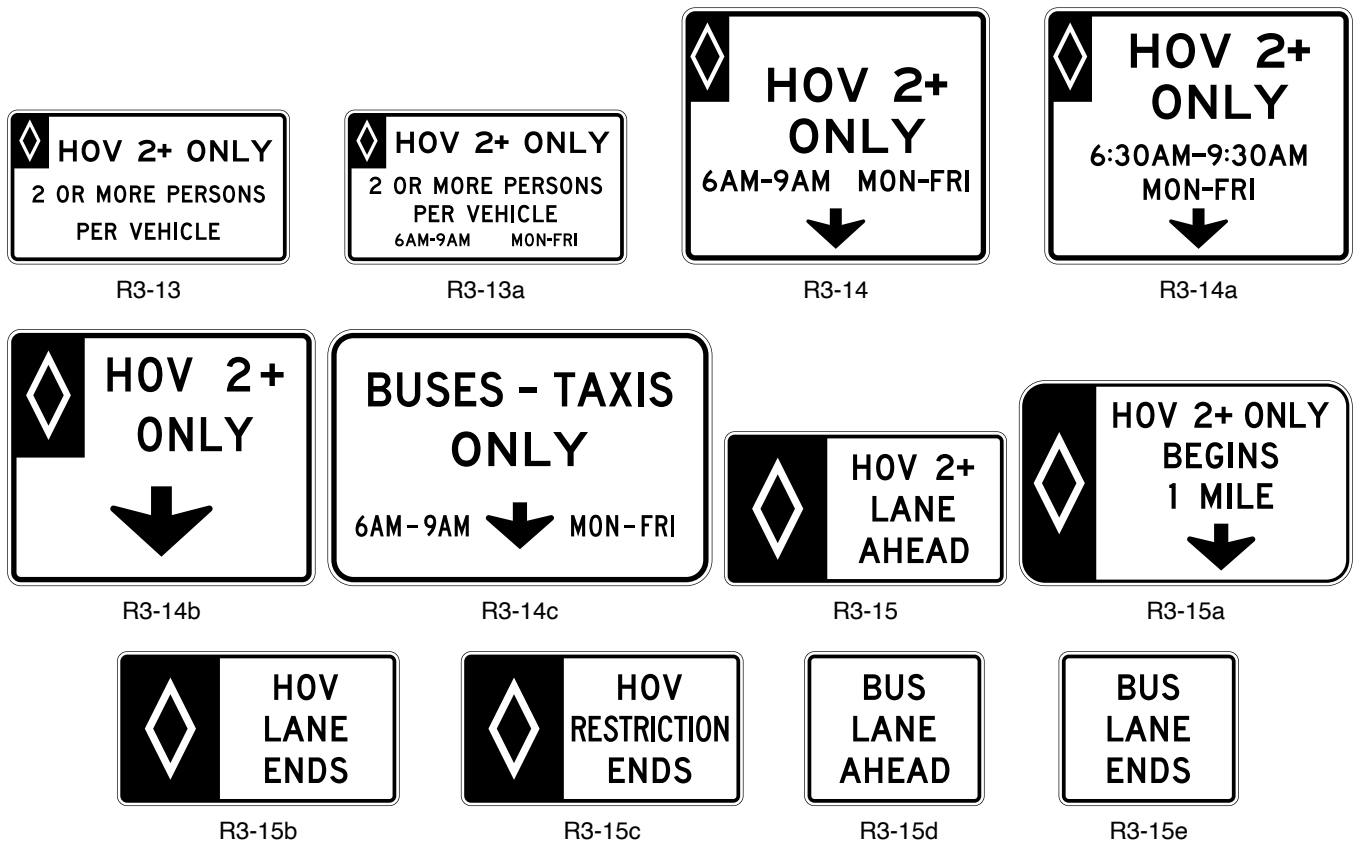 HOV 2+ ONLY
2 OR MORE PERSONS
PER VEHICLE
R3-13
HOV 2+ ONLY
2 OR MORE PERSONS
PER VEHICLE
6AM-9AM MON-FRI
R3-13a
HOV 2+
ONLY
6AM-9AM MON-FRI
R3-14
HOV 2+
ONLY
6:30AM-9:30AM
MON-FRI
R3-14a
HOV 2+
ONLY
R3-14b
BUSES - TAXIS
ONLY
6AM-9AM MON-FRI
R3-14c
HOV 2+
LANE
AHEAD
R3-15
HOV 2+ ONLY
BEGINS
1 MILE
R3-15a
HOV
LANE
ENDS
R3-15b
HOV
RESTRICTION
ENDS
R3-15c
BUS
LANE
AHEAD
R3-15d
BUS
LANE
ENDS
R3-15e